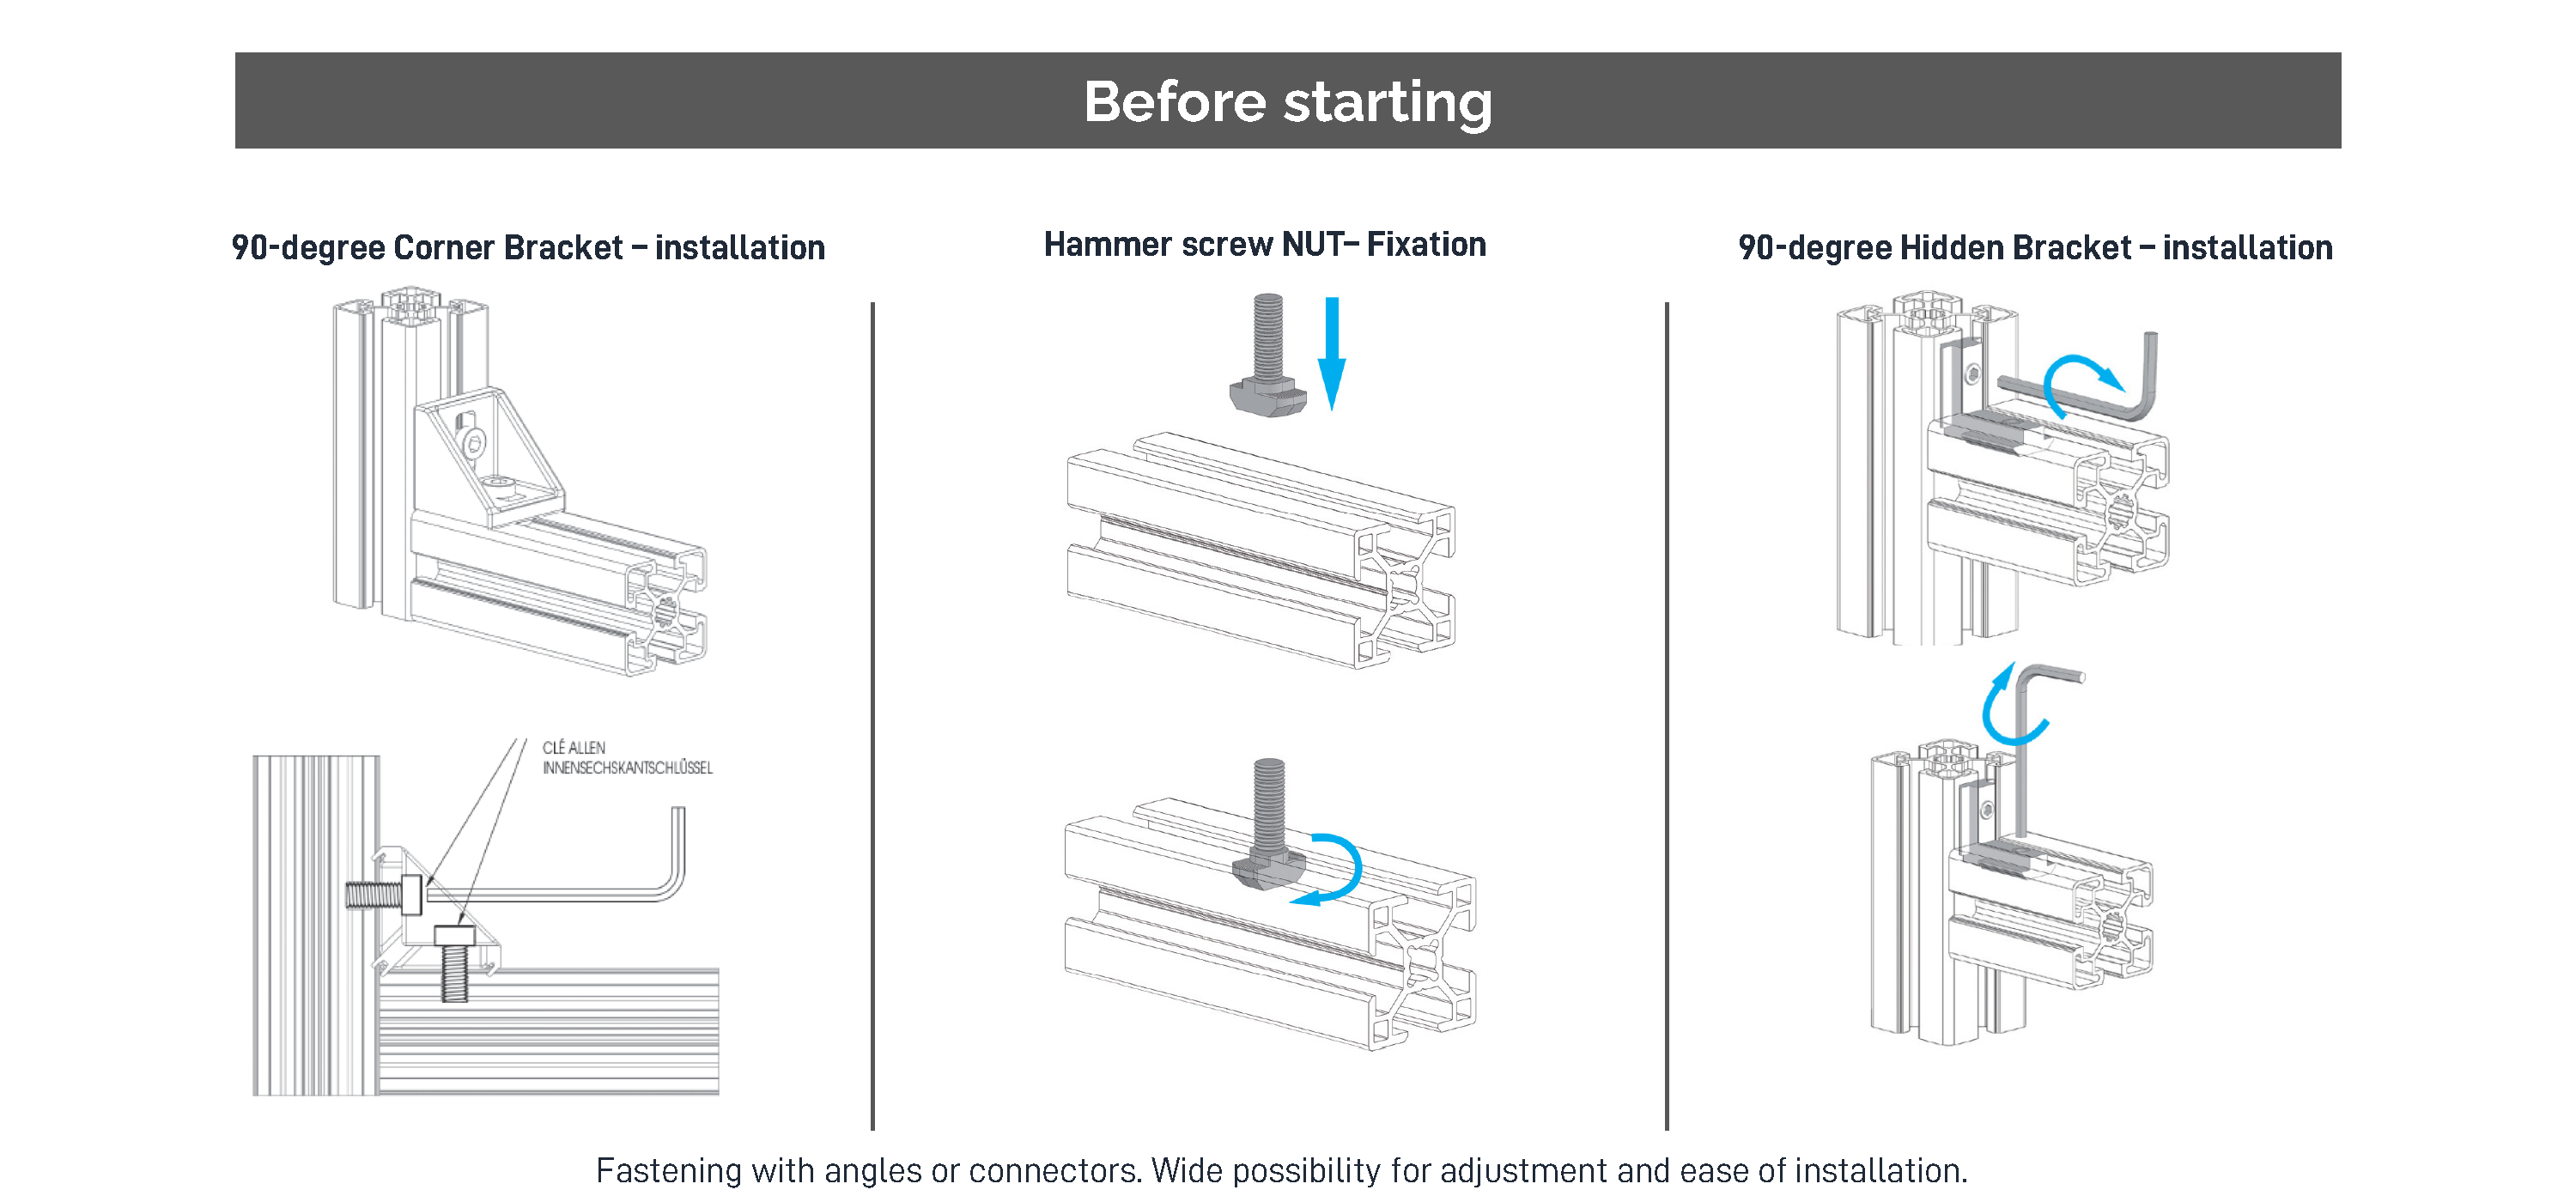 Before starting
90-degree Corner Bracket – installation
Hammer screw NUT– Fixation
90-degree Hidden Bracket – installation
CLÉ ALLEN
INNENSECHSKANTSCHLÜSSEL
Fastening with angles or connectors. Wide possibility for adjustment and ease of installation.